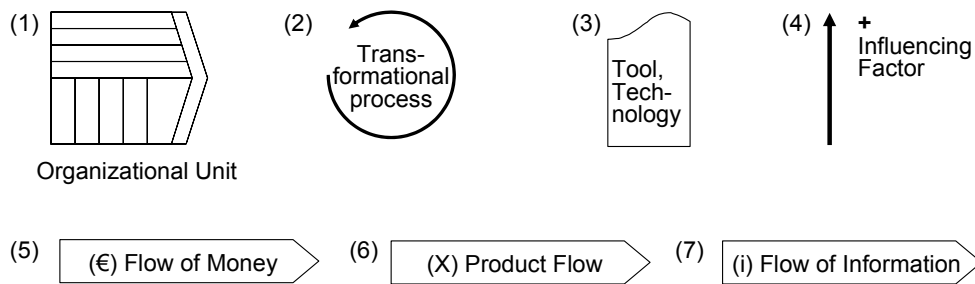 (1)
Organizational Unit
(2)
Trans-
formational
process
(3)
Tool,
Tech-
nology
(4)
+
Influencing
Factor
(5)
(€) Flow of Money
(6)
(X) Product Flow
(7)
(i) Flow of Information